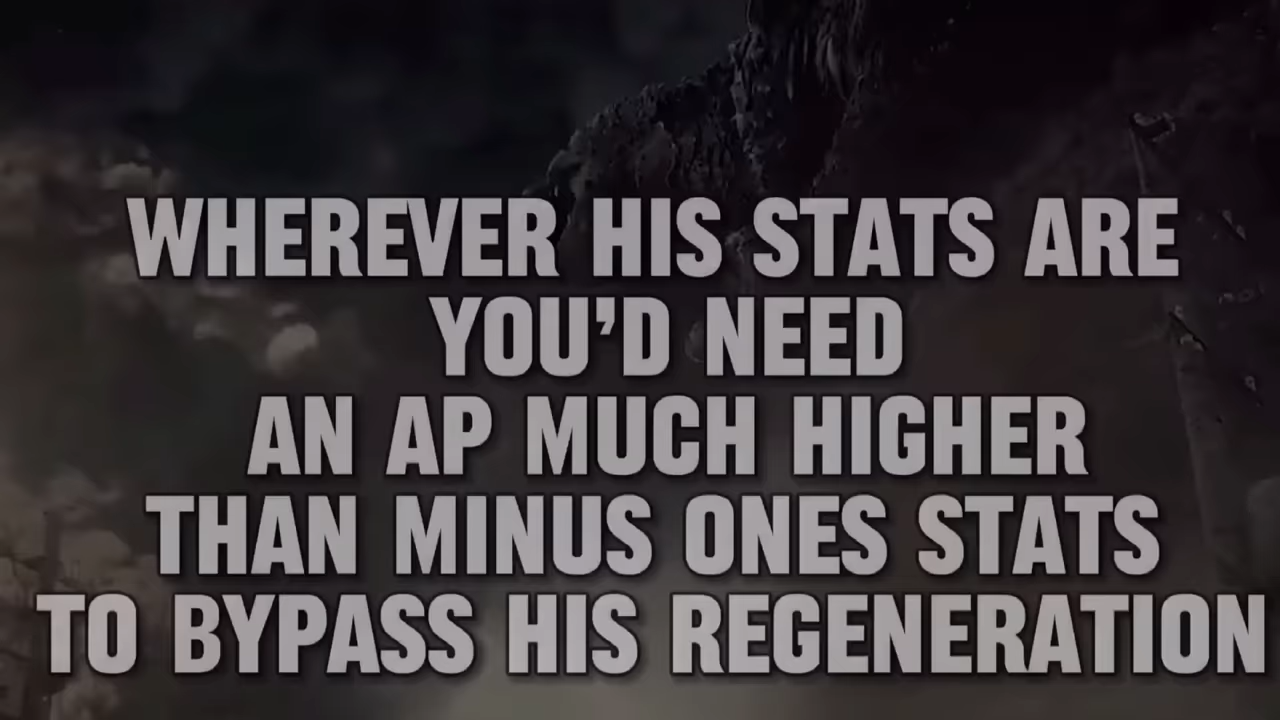 WHEREVER HIS STATS ARE
YOU'D NEED
AN AP MUCH HIGHER
THAN MINUS ONES STATS
TO BYPASS HIS REGENERATION